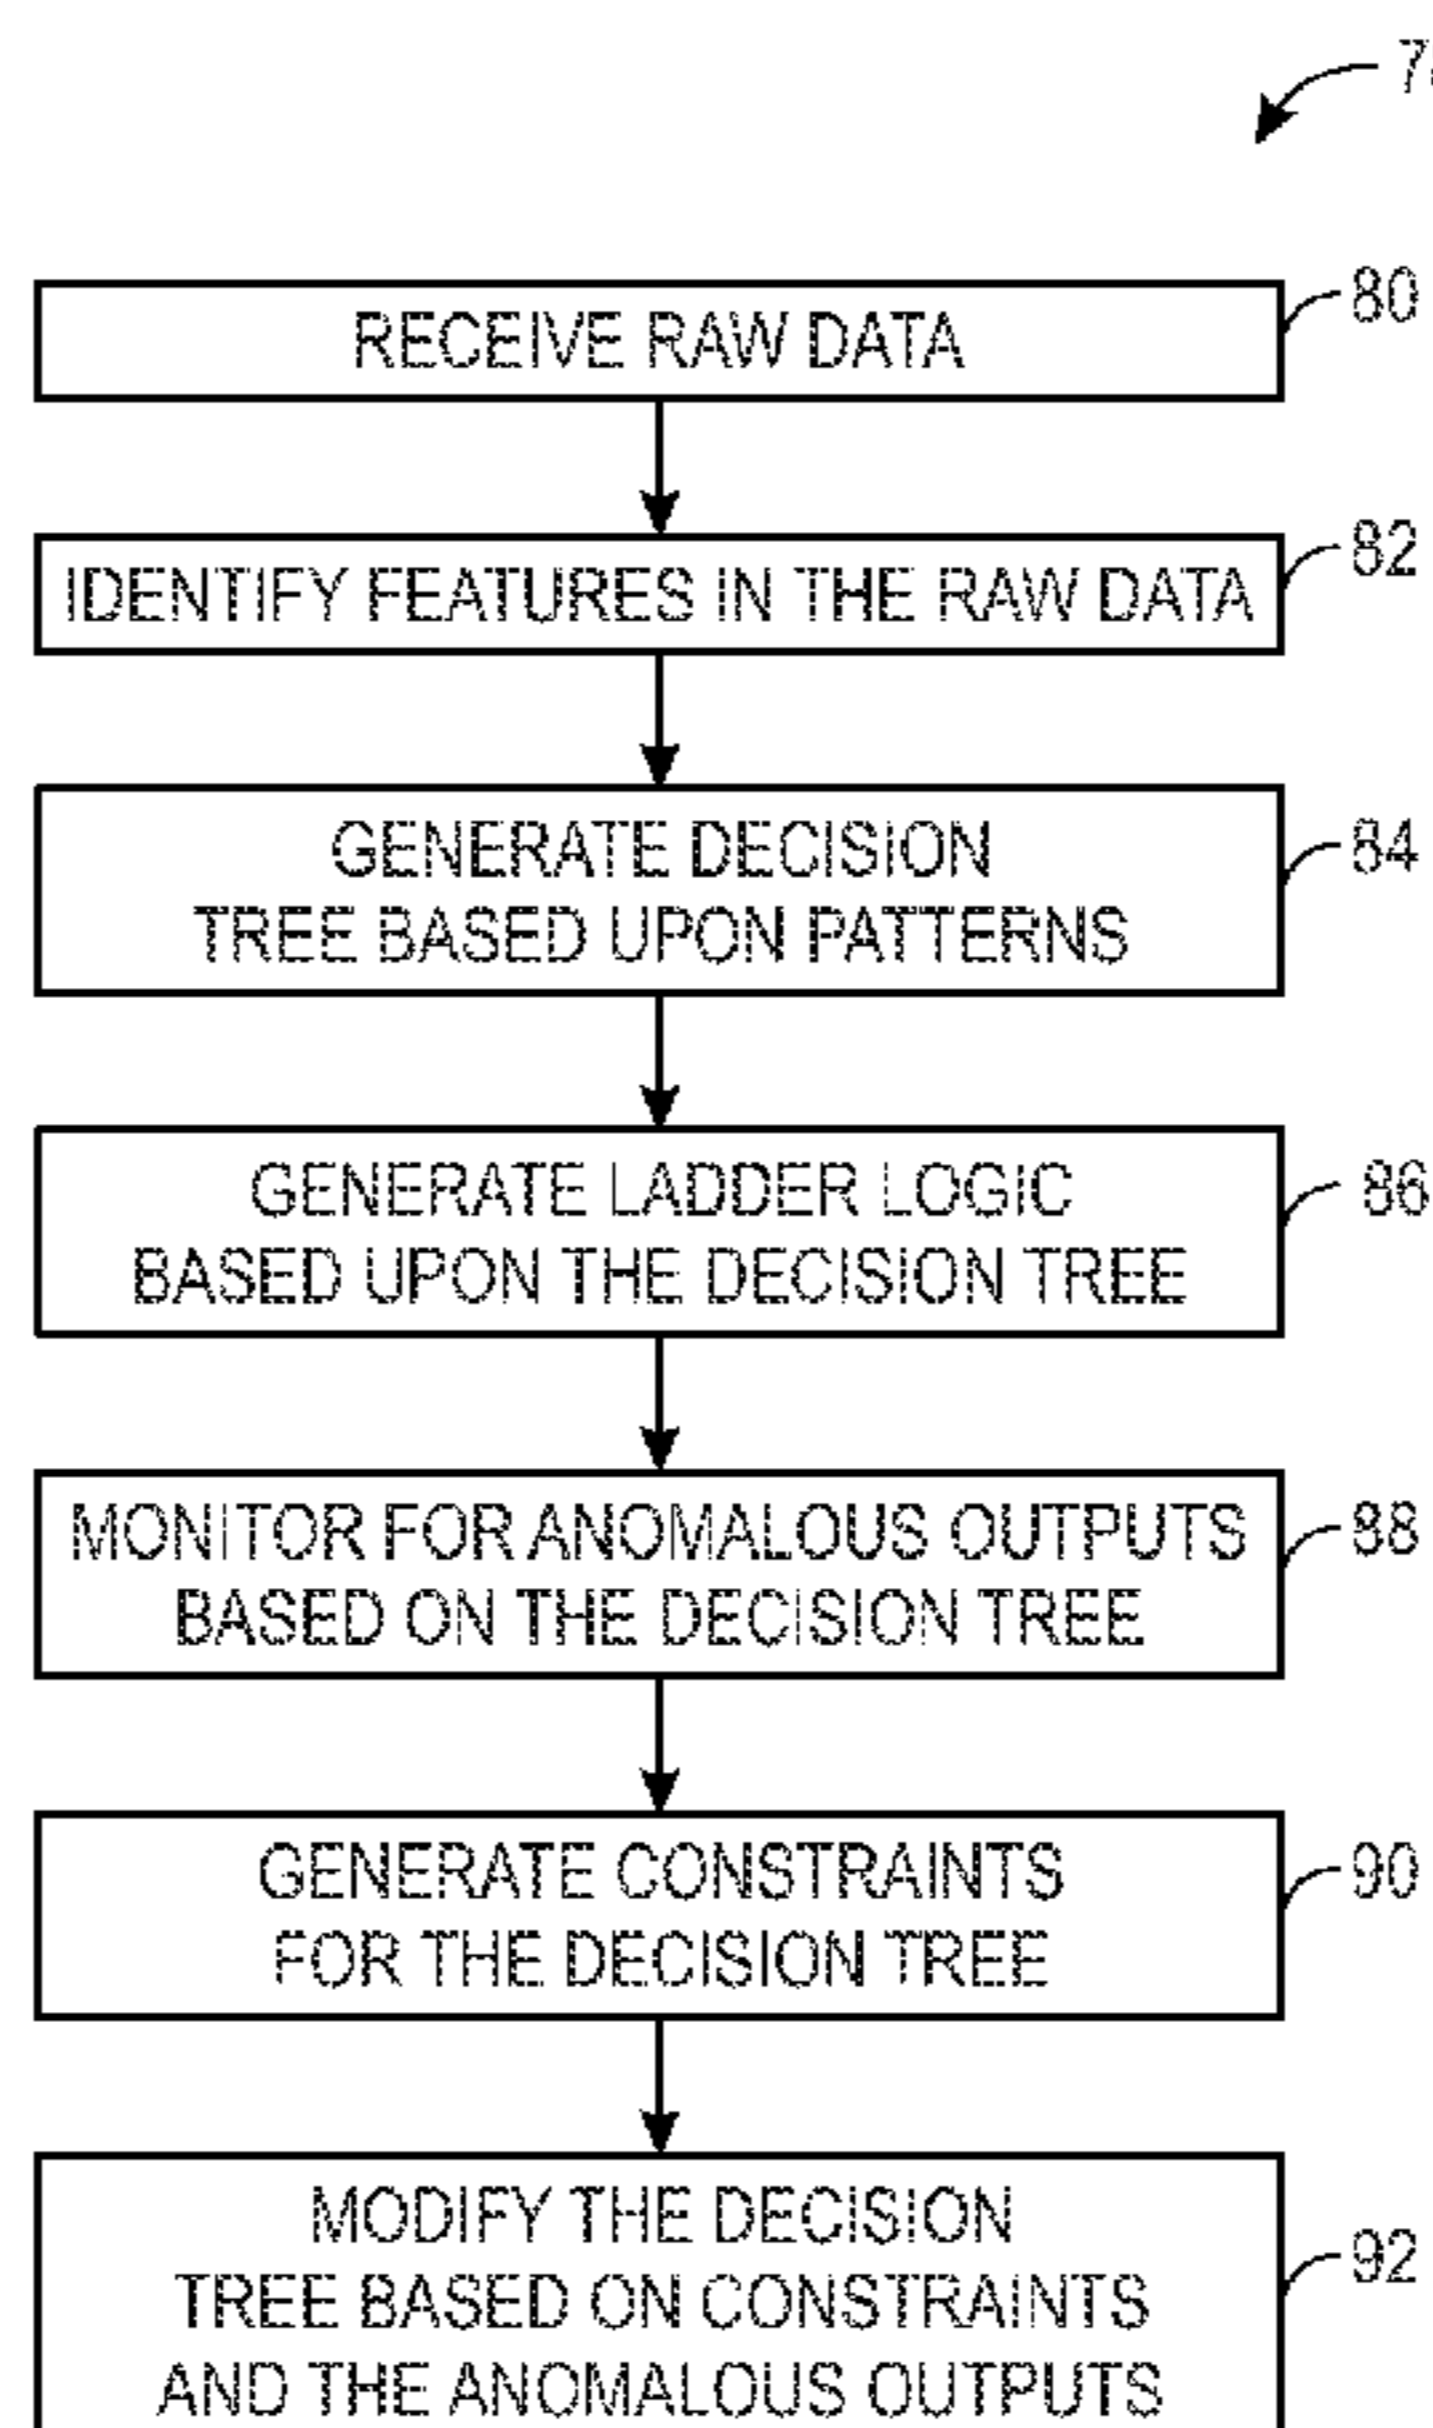 80
RECEIVE RAW DATA
82
IDENTIFY FEATURES IN THE RAW DATA
84
GENERATE DECISION
TREE BASED UPON PATTERNS
86
GENERATE LADDER LOGIC
BASED UPON THE DECISION TREE
88
MONITOR FOR ANOMALOUS OUTPUTS
BASED ON THE DECISION TREE
90
GENERATE CONSTRAINTS
FOR THE DECISION TREE
92
MODIFY THE DECISION
TREE BASED ON CONSTRAINTS
AND THE ANOMALOUS OUTPUTS